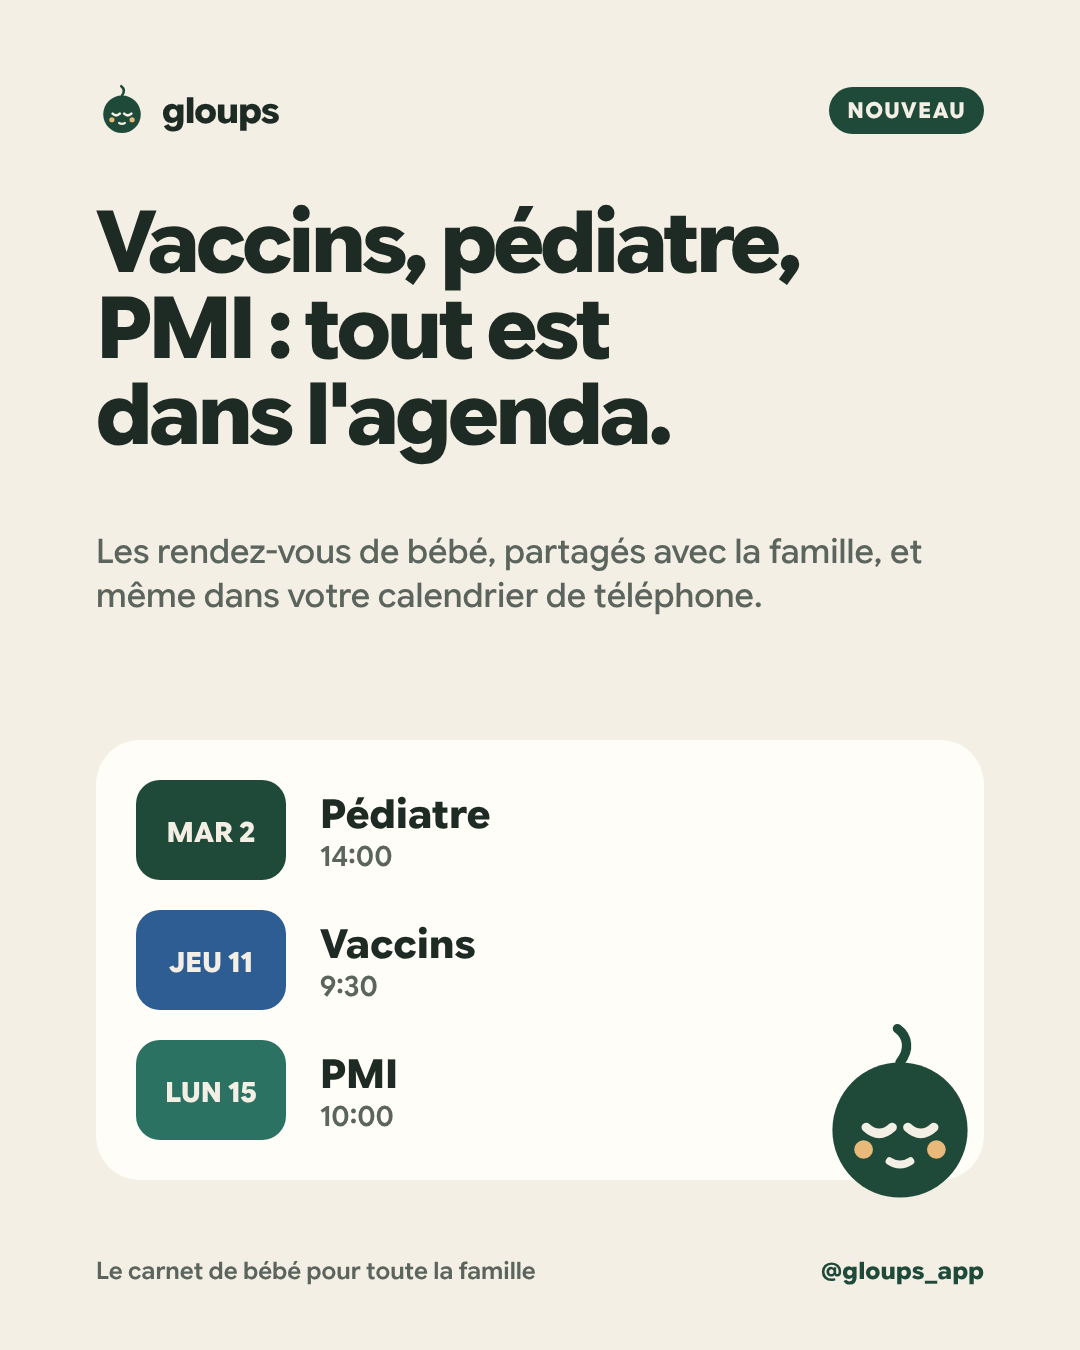 gloups
NOUVEAU
Vaccins, pédiatre,
PMI : tout est
dans l'agenda.
Les rendez-vous de bébé, partagés avec la famille, et
même dans votre calendrier de téléphone.
MAR 2
Pédiatre
14:00
JEU 11
Vaccins
9:30
LUN 15
PMI
10:00
Le carnet de bébé pour toute la famille
@gloups_app